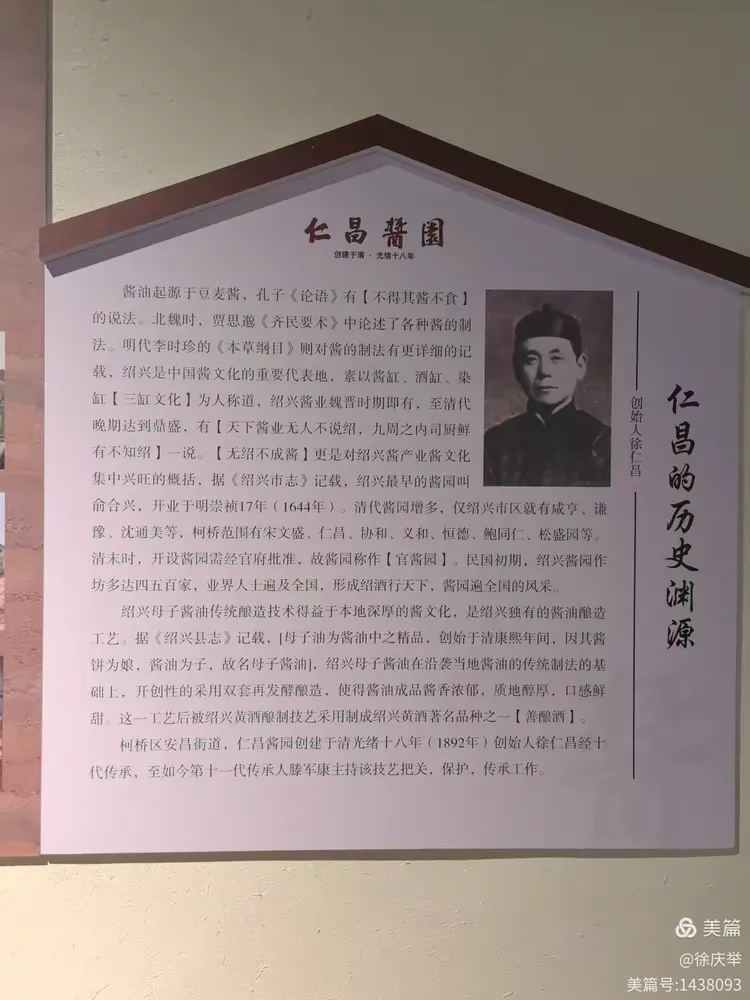 仁昌醬園
创建于清·光绪十八年
酱油起源于豆麦酱，孔子《论语》有【不得其酱不食】
的说法。北魏时，贾思邈《齐民要术》中论述了各种酱的制
法。明代李时珍的《本草纲目》则对酱的制法有更详细的记
载，绍兴是中国酱文化的重要代表地，素以酱缸、酒缸、染
缸【三缸文化】为人称道，绍兴酱业魏晋时期即有，至清代
晚期达到鼎盛，有【天下酱业无人不说绍，九周之内司厨鲜
有不知绍】一说。【无绍不成酱】更是对绍兴酱产业酱文化
集中兴旺的概括，据《绍兴市志》记载，绍兴最早的酱园叫
俞合兴，开业于明崇祯17年（1644年）。清代酱园增多，仅绍兴市区就有咸亨、谦
豫、沈通美等，柯桥范围有宋文盛、仁昌、协和、义和、恒德、鲍同仁、松盛园等。
清末时，开设酱园需经官府批准，故酱园称作【官酱园】。民国初期，绍兴酱园作
坊多达四五百家，业界人士遍及全国，形成绍酒行天下，酱园遍全国的风采。
绍兴母子酱油传统酿造技术得益于本地深厚的酱文化，是绍兴独有的酱油酿造
工艺。据《绍兴县志》记载，[母子油为酱油中之精品，创始于清康熙年间，因其酱
饼为娘，酱油为子，故名母子酱油]，绍兴母子酱油在沿袭当地酱油的传统制法的基
础上，开创性的采用双套再发酵酿造，使得酱油成品酱香浓郁，质地醇厚，口感鲜
甜。这一工艺后被绍兴黄酒酿制技艺采用制成绍兴黄酒著名品种之一【善酿酒】。
柯桥区安昌街道，仁昌酱园创建于清光绪十八年（1892年）创始人徐仁昌经十
代传承，至如今第十一代传承人滕军康主持该技艺把关，保护，传承工作。
创始人徐仁昌
仁昌的历史渊源
美篇
@徐庆举
美篇号:1438093